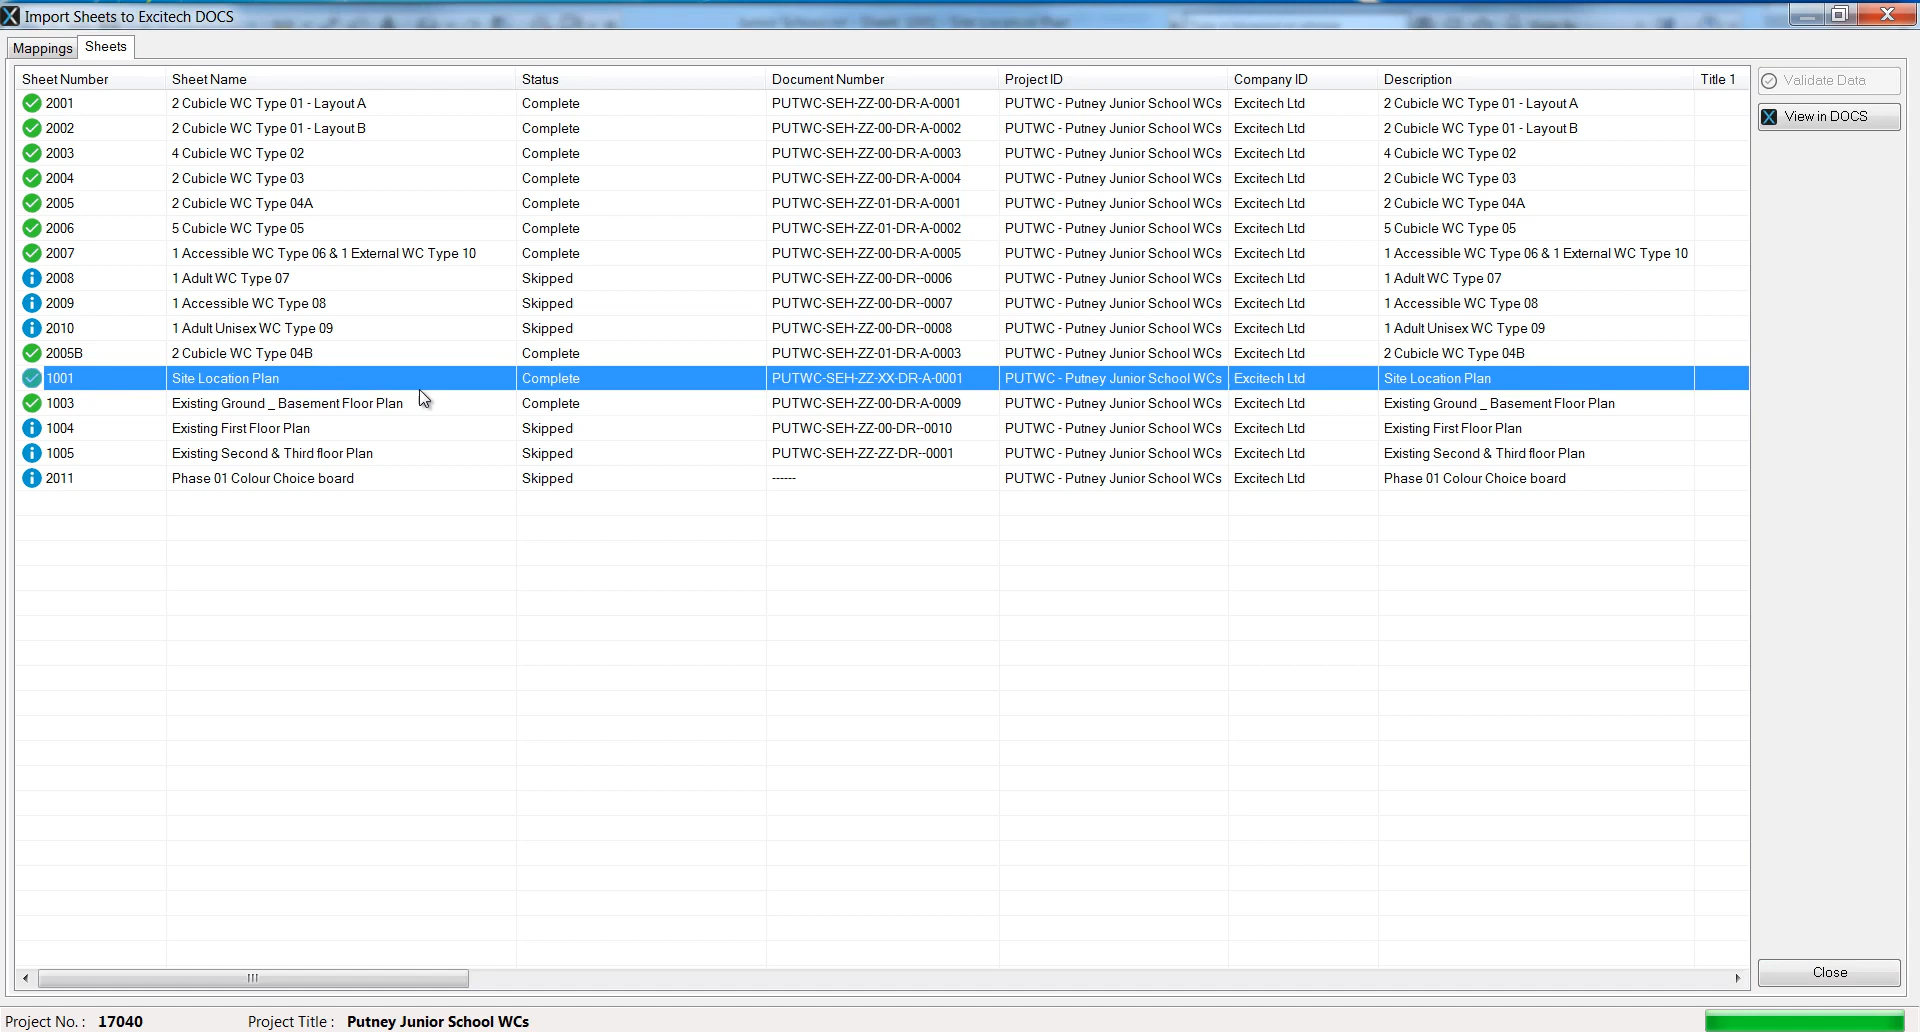 Import Sheets to Excitech DOCS
Mappings Sheets
Sheet Number Sheet Name Status Document Number Project ID Company ID Description Title 1
2001 2 Cubicle WC Type 01 - Layout A Complete PUTWC-SEH-ZZ-00-DR-A-0001 PUTWC - Putney Junior School WCs Excitech Ltd 2 Cubicle WC Type 01 - Layout A
2002 2 Cubicle WC Type 01 - Layout B Complete PUTWC-SEH-ZZ-00-DR-A-0002 PUTWC - Putney Junior School WCs Excitech Ltd 2 Cubicle WC Type 01 - Layout B
2003 4 Cubicle WC Type 02 Complete PUTWC-SEH-ZZ-00-DR-A-0003 PUTWC - Putney Junior School WCs Excitech Ltd 4 Cubicle WC Type 02
2004 2 Cubicle WC Type 03 Complete PUTWC-SEH-ZZ-00-DR-A-0004 PUTWC - Putney Junior School WCs Excitech Ltd 2 Cubicle WC Type 03
2005 2 Cubicle WC Type 04A Complete PUTWC-SEH-ZZ-01-DR-A-0001 PUTWC - Putney Junior School WCs Excitech Ltd 2 Cubicle WC Type 04A
2006 5 Cubicle WC Type 05 Complete PUTWC-SEH-ZZ-01-DR-A-0002 PUTWC - Putney Junior School WCs Excitech Ltd 5 Cubicle WC Type 05
2007 1 Accessible WC Type 06 & 1 External WC Type 10 Complete PUTWC-SEH-ZZ-00-DR-A-0005 PUTWC - Putney Junior School WCs Excitech Ltd 1 Accessible WC Type 06 & 1 External WC Type 10
2008 1 Adult WC Type 07 Skipped PUTWC-SEH-ZZ-00-DR--0006 PUTWC - Putney Junior School WCs Excitech Ltd 1 Adult WC Type 07
2009 1 Accessible WC Type 08 Skipped PUTWC-SEH-ZZ-00-DR--0007 PUTWC - Putney Junior School WCs Excitech Ltd 1 Accessible WC Type 08
2010 1 Adult Unisex WC Type 09 Skipped PUTWC-SEH-ZZ-00-DR--0008 PUTWC - Putney Junior School WCs Excitech Ltd 1 Adult Unisex WC Type 09
2005B 2 Cubicle WC Type 04B Complete PUTWC-SEH-ZZ-01-DR-A-0003 PUTWC - Putney Junior School WCs Excitech Ltd 2 Cubicle WC Type 04B
1001 Site Location Plan Complete PUTWC-SEH-ZZ-XX-DR-A-0001 PUTWC - Putney Junior School WCs Excitech Ltd Site Location Plan
1003 Existing Ground _ Basement Floor Plan Complete PUTWC-SEH-ZZ-00-DR-A-0009 PUTWC - Putney Junior School WCs Excitech Ltd Existing Ground _ Basement Floor Plan
1004 Existing First Floor Plan Skipped PUTWC-SEH-ZZ-00-DR--0010 PUTWC - Putney Junior School WCs Excitech Ltd Existing First Floor Plan
1005 Existing Second & Third floor Plan Skipped PUTWC-SEH-ZZ-ZZ-DR--0001 PUTWC - Putney Junior School WCs Excitech Ltd Existing Second & Third floor Plan
2011 Phase 01 Colour Choice board Skipped ------ PUTWC - Putney Junior School WCs Excitech Ltd Phase 01 Colour Choice board
Validate Data
View in DOCS
Close
Project No. : 17040 Project Title : Putney Junior School WCs